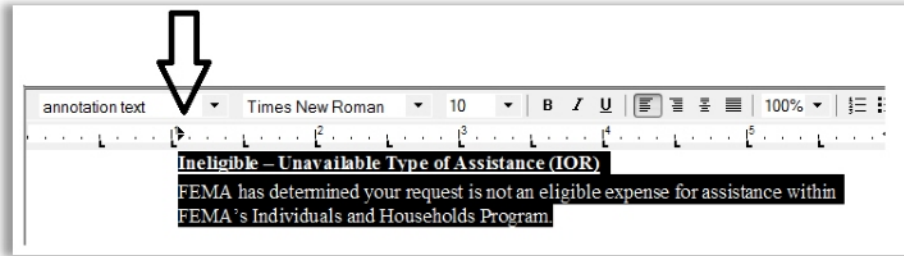 annotation text Times New Roman 10 B I U 100%
1 2 3 4 5
Ineligible – Unavailable Type of Assistance (IOR)
FEMA has determined your request is not an eligible expense for assistance within
FEMA’s Individuals and Households Program.